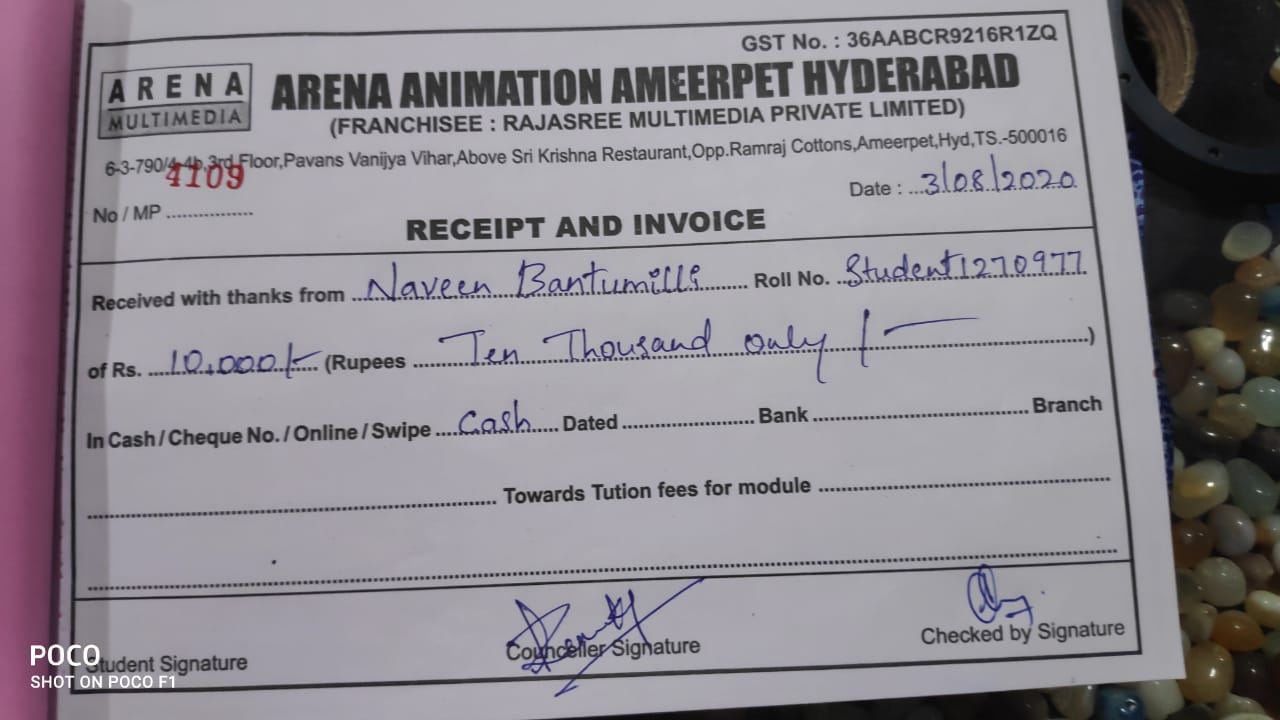 GST No. : 36AABCR9216R1ZQ
ARENA
MULTIMEDIA
ARENA ANIMATION AMEERPET HYDERABAD
(FRANCHISEE : RAJASREE MULTIMEDIA PRIVATE LIMITED)
6-3-790/4-4b,3rd Floor,Pavans Vanijya Vihar,Above Sri Krishna Restaurant,Opp.Ramraj Cottons,Ameerpet,Hyd,TS.-500016
4109
No / MP ................
Date : ...3/08/2020
RECEIPT AND INVOICE
Received with thanks from ...Naveen Bantumilli........ Roll No. ..Student1270977
of Rs. ....10,000/-.... (Rupees ....Ten Thousand only /-....)
In Cash / Cheque No. / Online / Swipe ....Cash.... Dated ........................ Bank ........................ Branch
........................ Towards Tution fees for module ........................
Student Signature
Counceller Signature
Checked by Signature
POCO
SHOT ON POCO F1